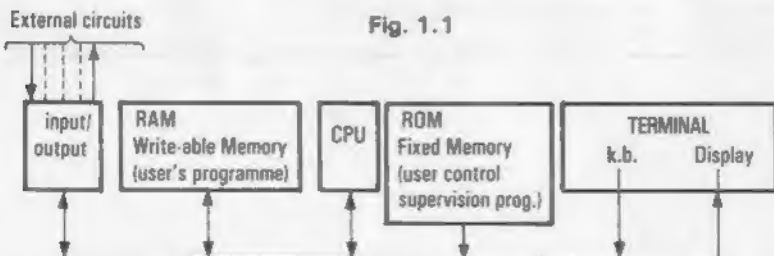 External circuits
Fig. 1.1
input/
output
RAM
Write-able Memory
(user's programme)
CPU
ROM
Fixed Memory
(user control
supervision prog.)
TERMINAL
k.b. Display